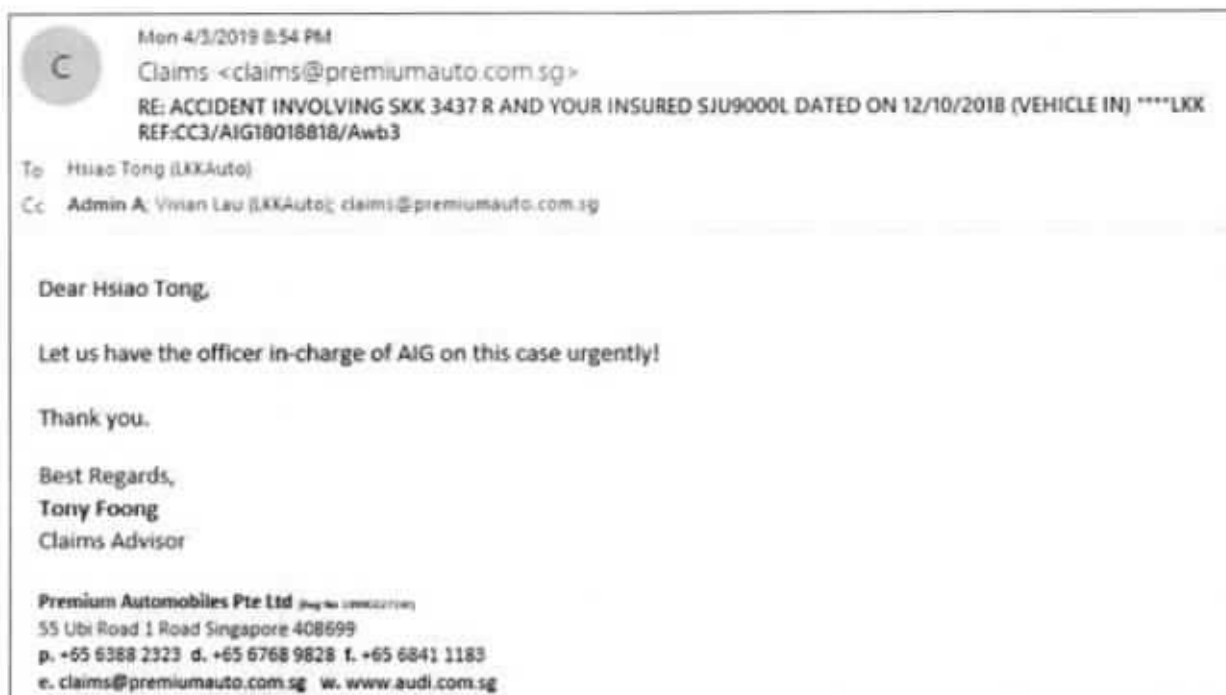 C
Mon 4/3/2019 8:54 PM
Claims <claims@premiumauto.com.sg>
RE: ACCIDENT INVOLVING SKK 3437 R AND YOUR INSURED SJU9000L DATED ON 12/10/2018 (VEHICLE IN) ****LKK
REF:CC3/AIG18018818/Awb3
To Hsiao Tong (LKKAuto)
Cc Admin A; Vivian Lau (LKKAuto); claims@premiumauto.com.sg
Dear Hsiao Tong,
Let us have the officer in-charge of AIG on this case urgently!
Thank you.
Best Regards,
Tony Foong
Claims Advisor
Premium Automobiles Pte Ltd
55 Ubi Road 1 Road Singapore 408699
p. +65 6388 2323 d. +65 6768 9828 f. +65 6841 1183
e. claims@premiumauto.com.sg w. www.audi.com.sg